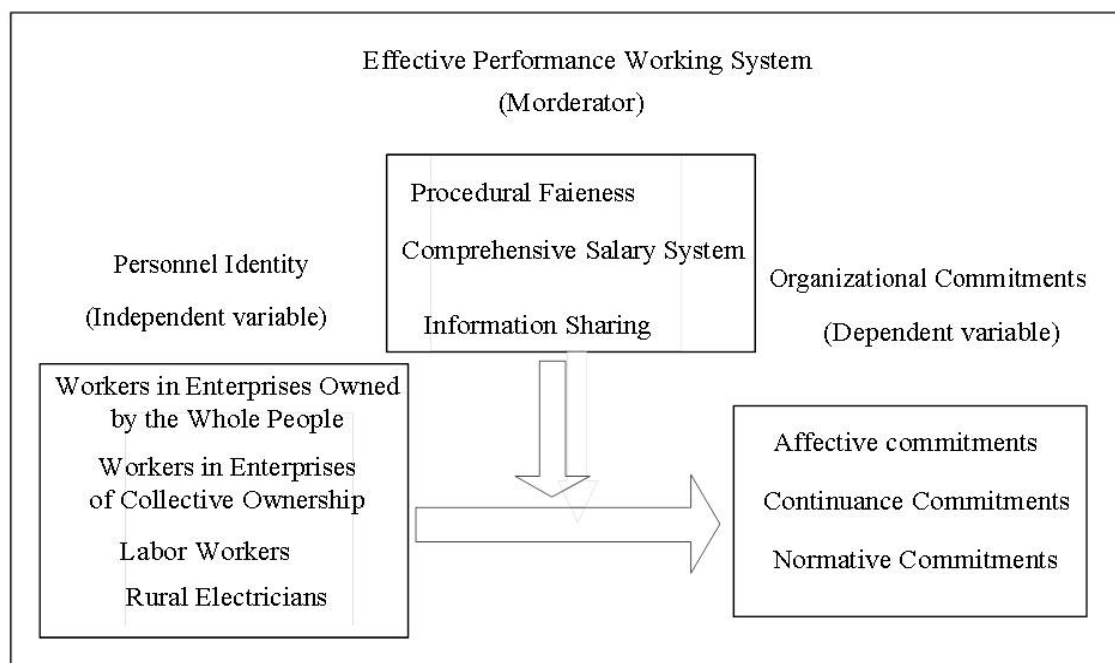 Effective Performance Working System
(Morderator)
Procedural Faieness
Comprehensive Salary System
Information Sharing
Personnel Identity
(Independent variable)
Workers in Enterprises Owned
by the Whole People
Workers in Enterprises
of Collective Ownership
Labor Workers
Rural Electricians
Organizational Commitments
(Dependent variable)
Affective commitments
Continuance Commitments
Normative Commitments